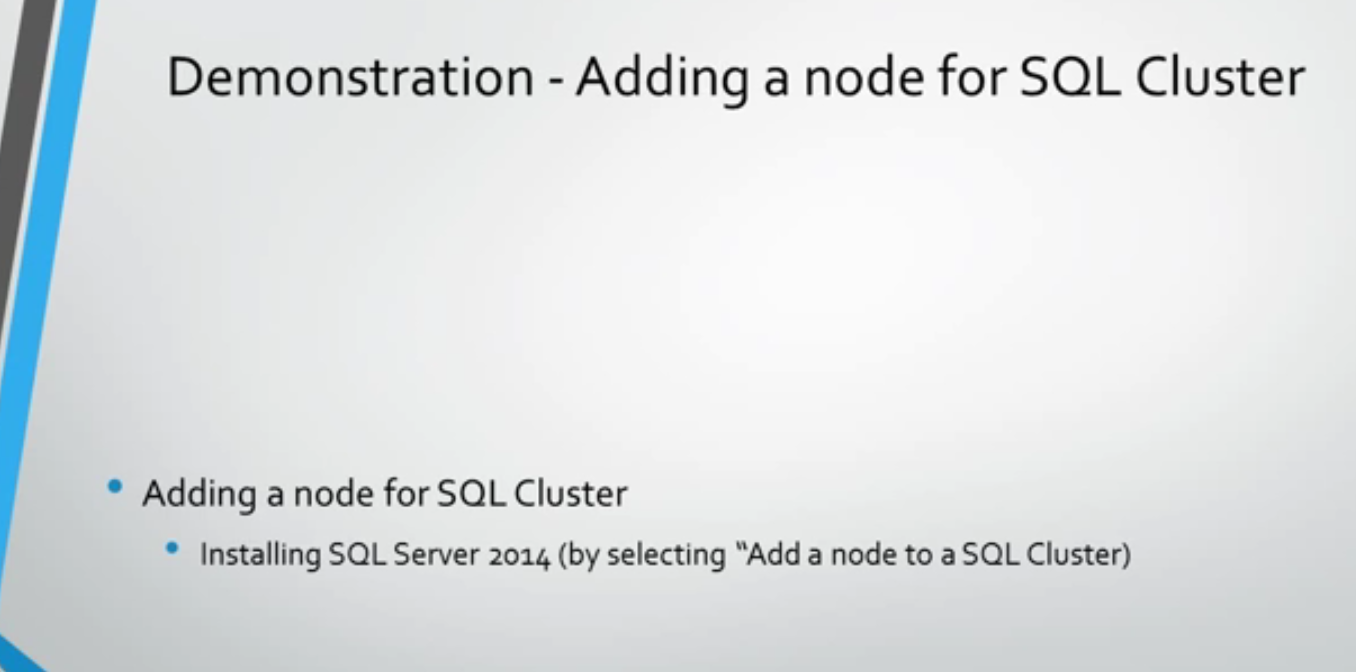 Demonstration - Adding a node for SQL Cluster
Adding a node for SQL Cluster
Installing SQL Server 2014 (by selecting “Add a node to a SQL Cluster)